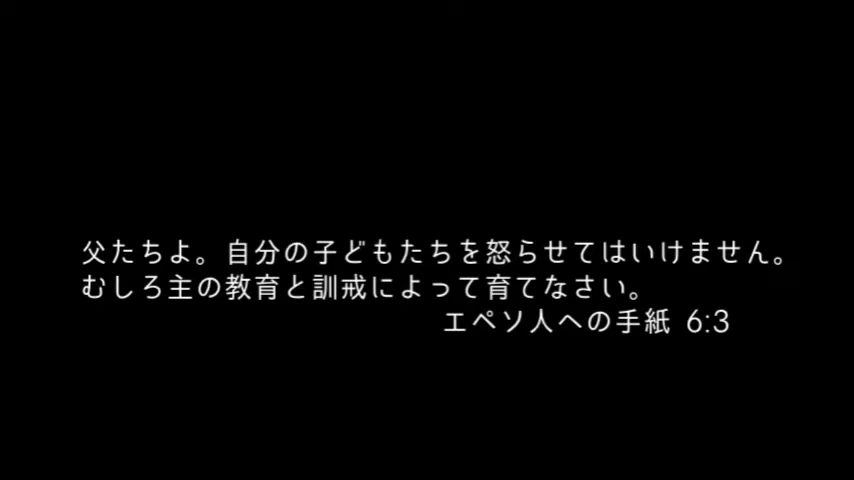 父たちよ。自分の子どもたちを怒らせてはいけません。
むしろ主の教育と訓戒によって育てなさい。
エペソ人への手紙 6:3